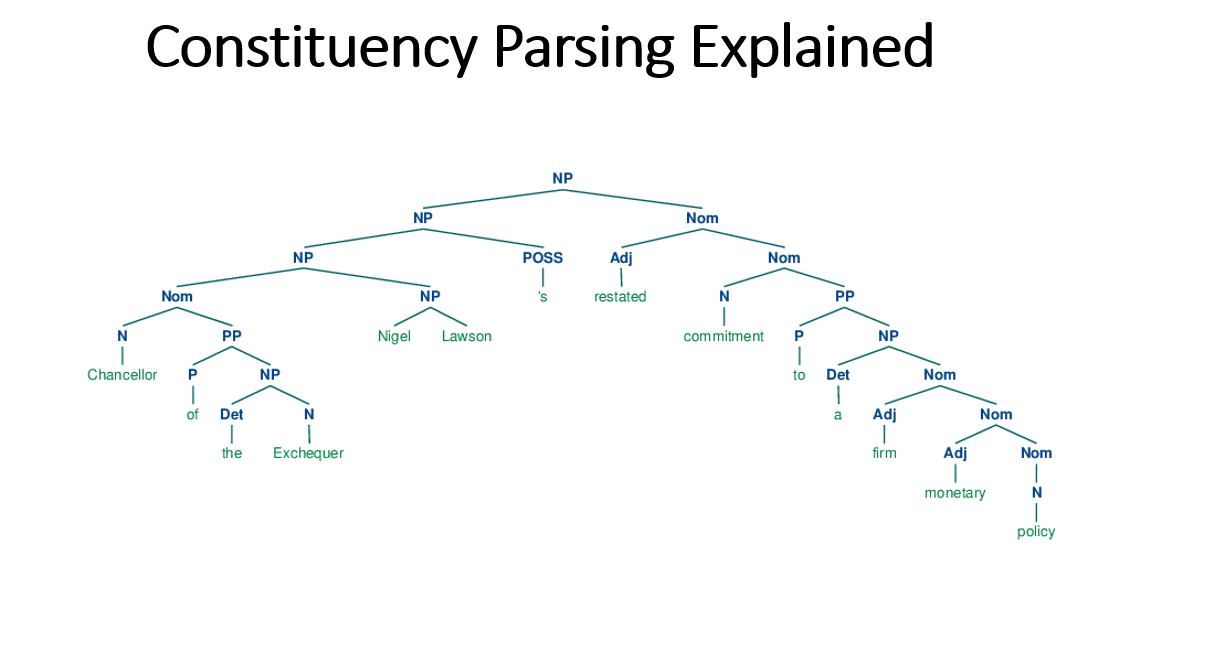 Constituency Parsing Explained
NP
NP Nom
NP POSS Adj Nom
Nom NP 's restated N PP
N PP Nigel Lawson commitment P NP
Chancellor P NP to Det Nom
of Det N a Adj Nom
the Exchequer firm Adj Nom
monetary N
policy